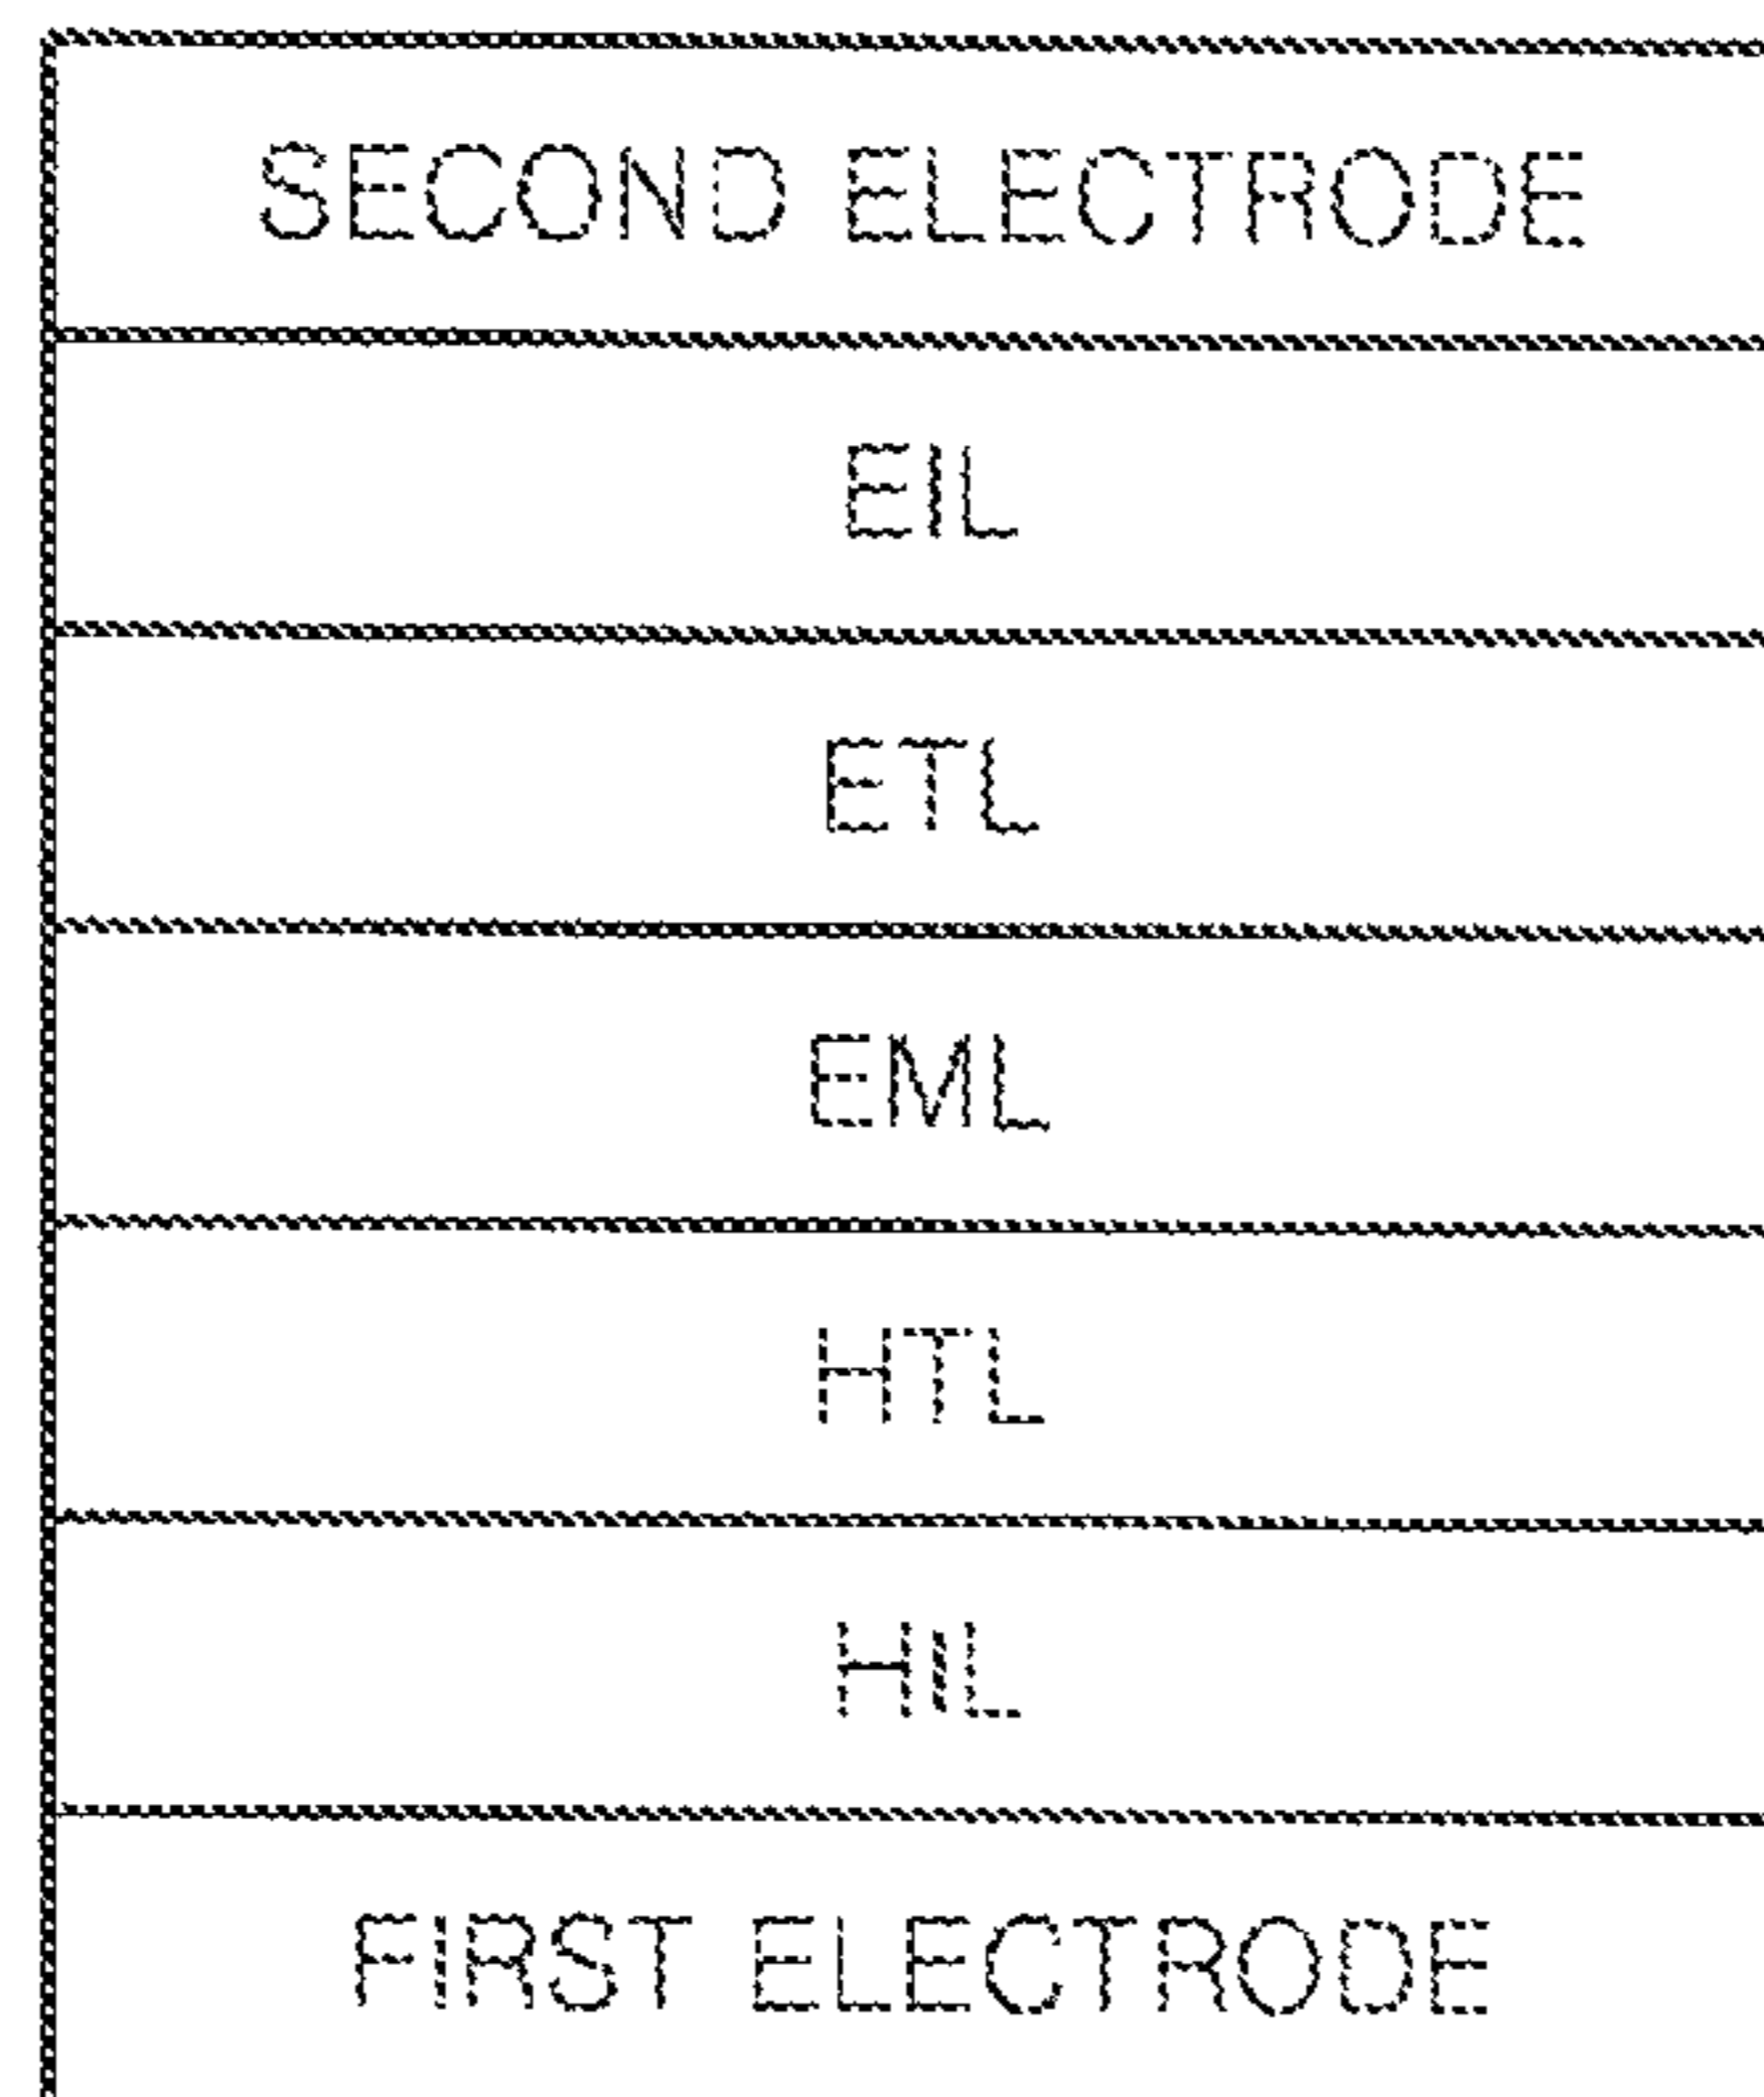 SECOND ELECTRODE
EIL
ETL
EML
HTL
HIL
FIRST ELECTRODE